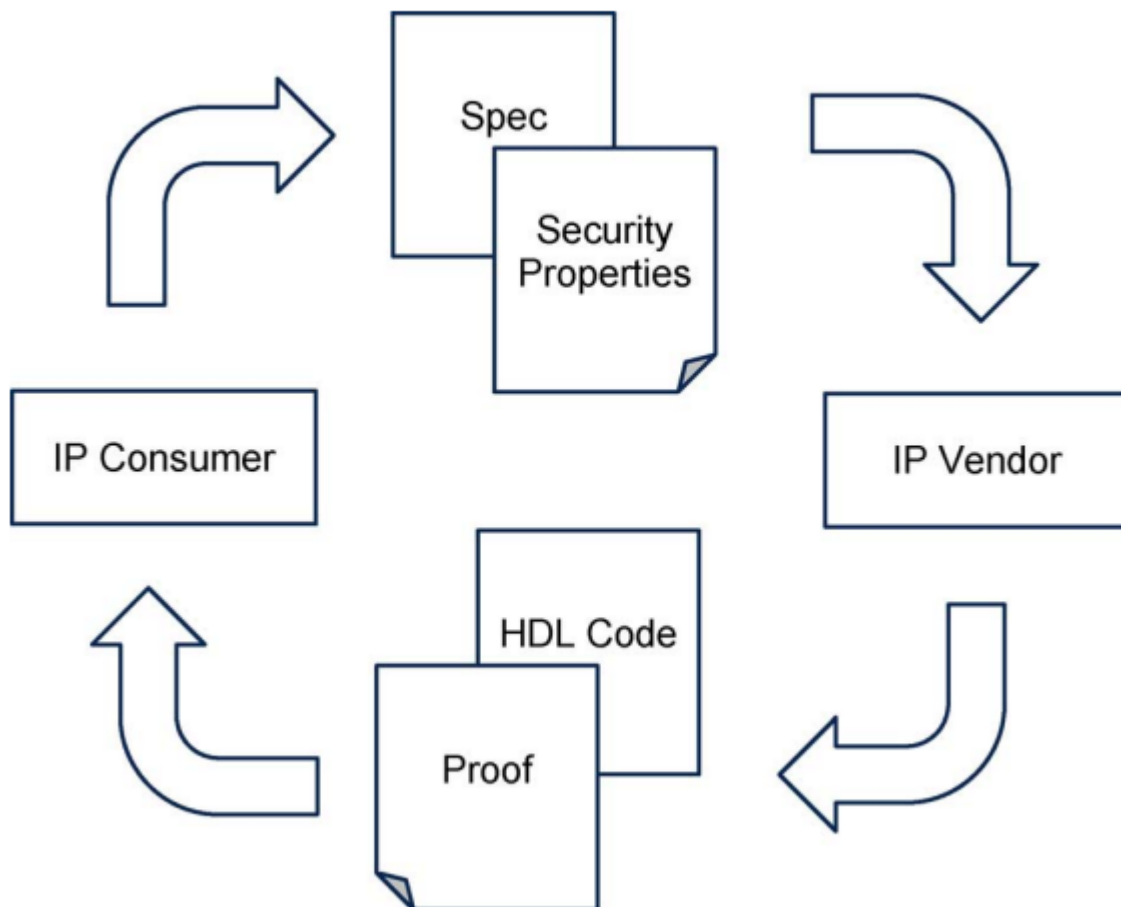 Spec
Security
Properties
IP Consumer
IP Vendor
HDL Code
Proof